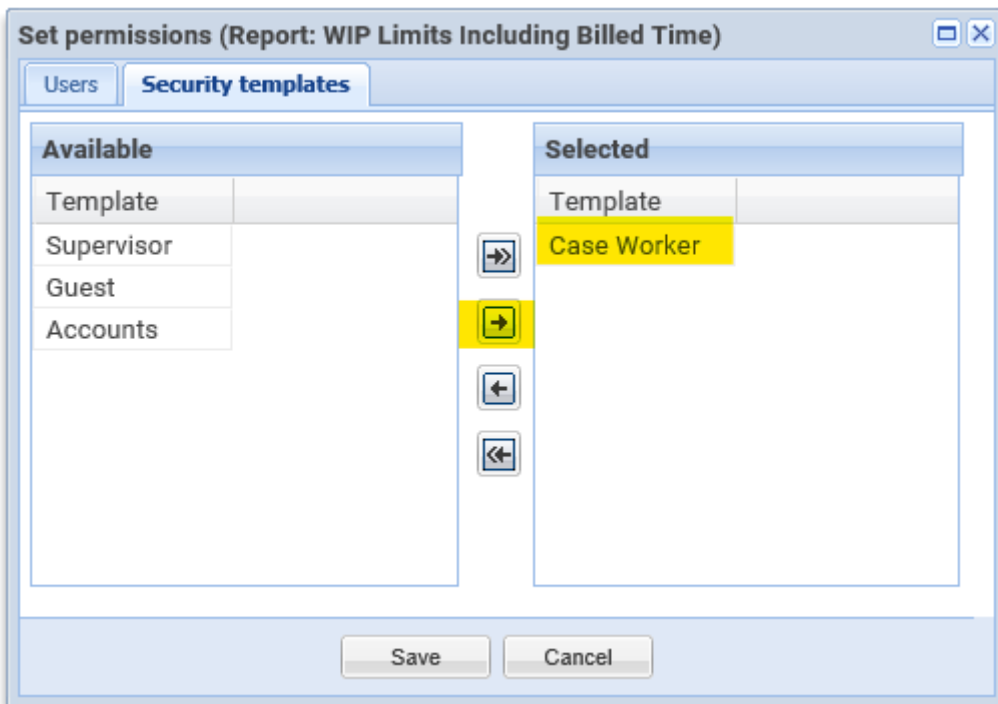 Set permissions (Report: WIP Limits Including Billed Time)
Users Security templates
Available Selected
Template Template
Supervisor Case Worker
Guest
Accounts
Save Cancel